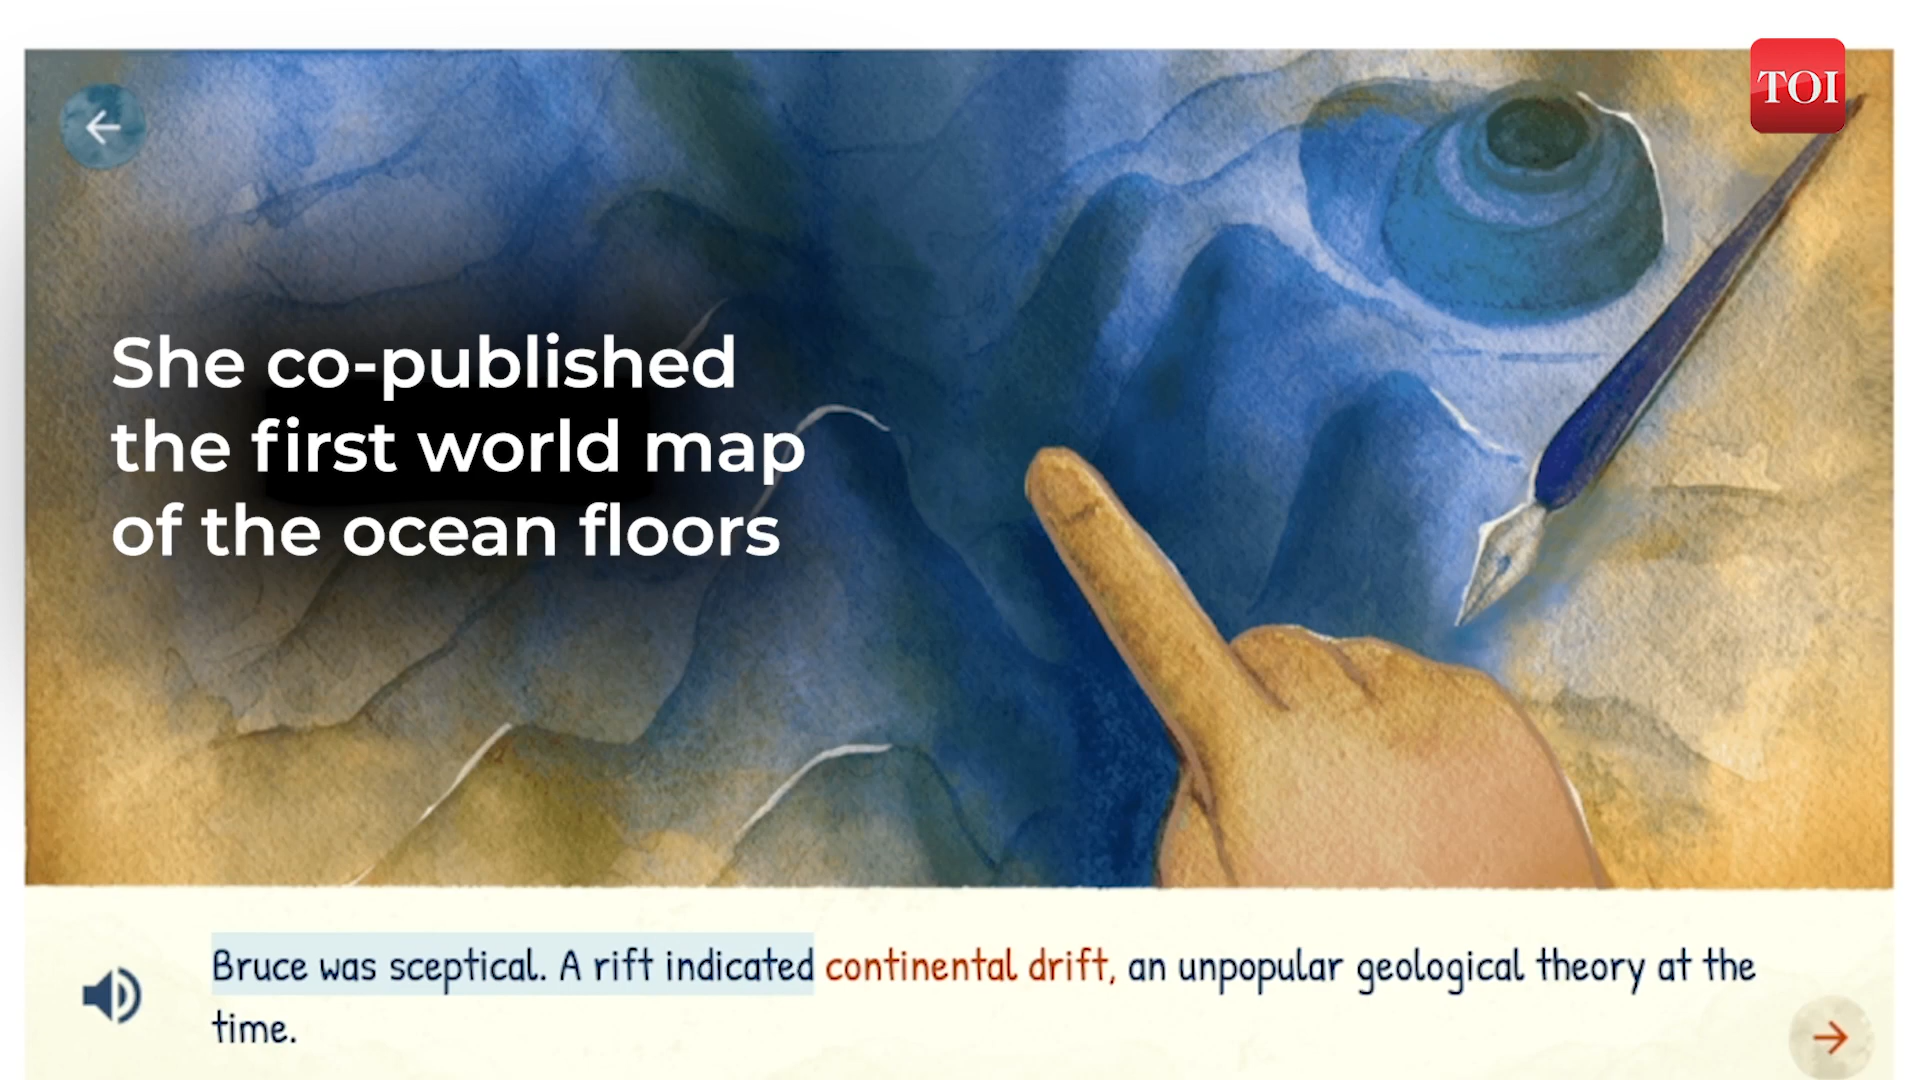 TOI
She co-published
the first world map
of the ocean floors
Bruce was sceptical. A rift indicated continental drift, an unpopular geological theory at the
time.